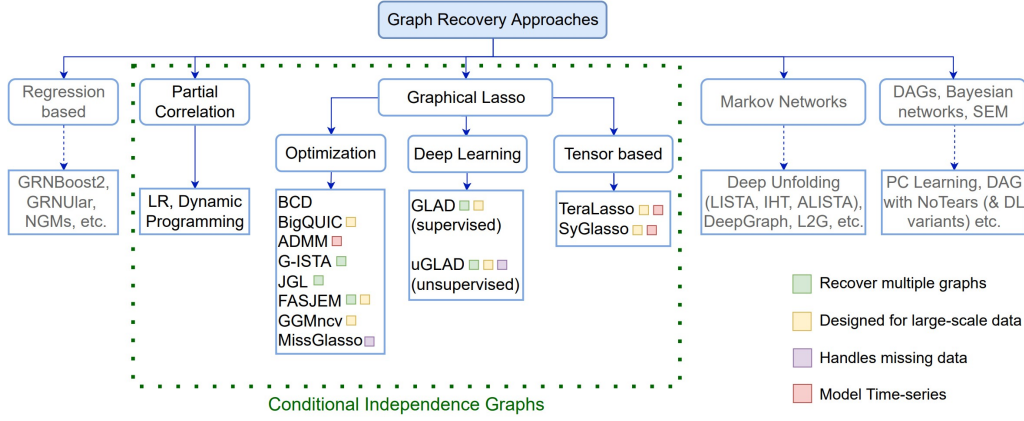 Graph Recovery Approaches
Regression
based
Partial
Correlation
Graphical Lasso
Markov Networks
DAGs, Bayesian
networks, SEM
Optimization
Deep Learning
Tensor based
GRNBoost2,
GRNUlar,
NGMs, etc.
LR, Dynamic
Programming
BCD
BigQUIC
ADMM
G-ISTA
JGL
FASJEM
GGMncv
MissGlasso
GLAD
(supervised)
uGLAD
(unsupervised)
TeraLasso
SyGlasso
Deep Unfolding
(LISTA, IHT, ALISTA),
DeepGraph, L2G, etc.
PC Learning, DAG
with NoTears (& DL
variants) etc.
Recover multiple graphs
Designed for large-scale data
Handles missing data
Model Time-series
Conditional Independence Graphs